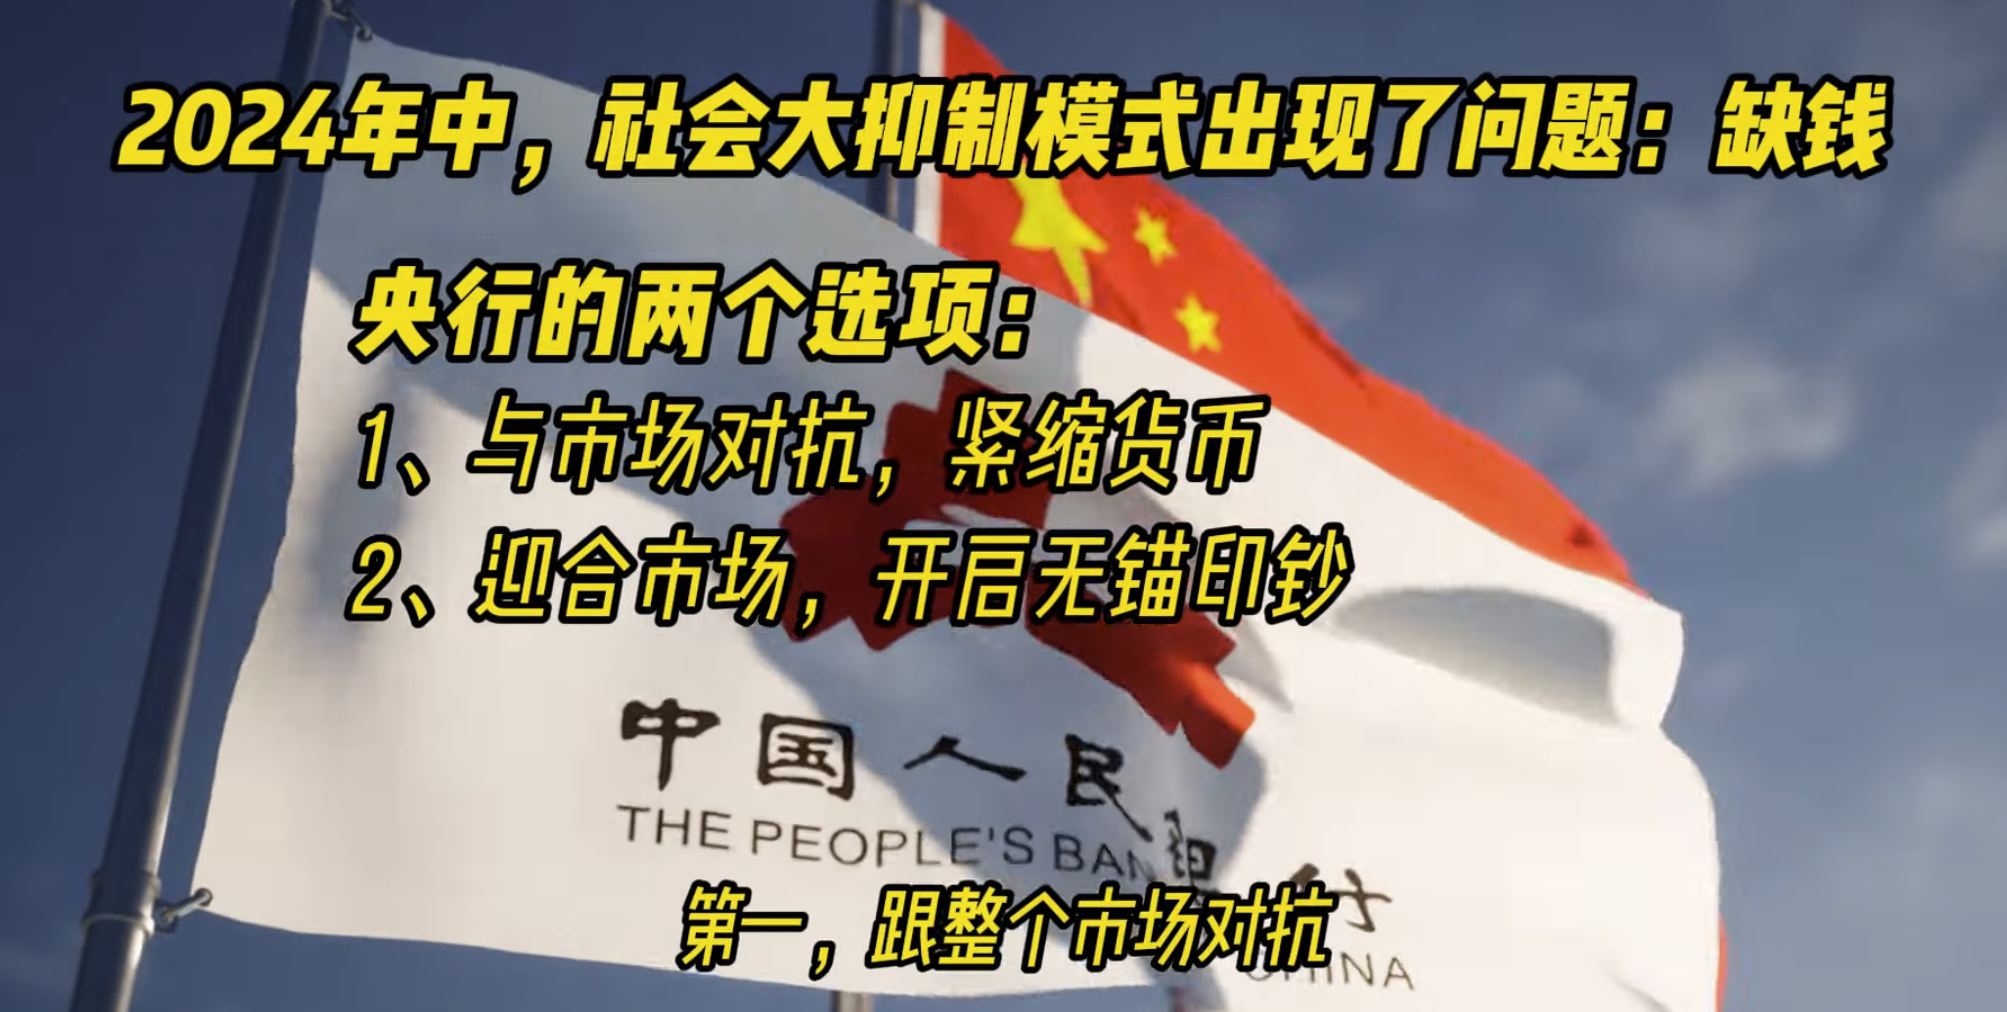 2024年中，社会大抑制模式出现了问题：缺钱
央行的两个选项：
1、与市场对抗，紧缩货币
2、迎合市场，开启无锚印钞
中国人民银行
THE PEOPLE'S BAN
CHINA
第一，跟整个市场对抗